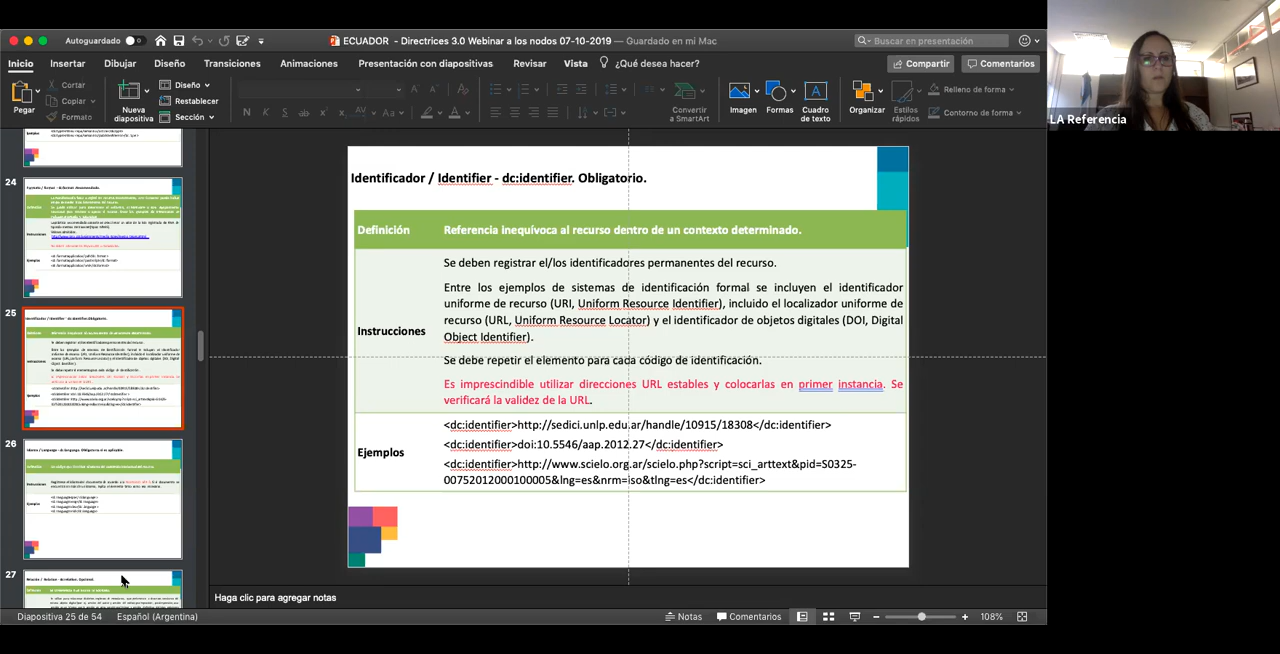 Autoguardado
ECUADOR - Directrices 3.0 Webinar a los nodos 07-10-2019 — Guardado en mi Mac
Buscar en presentación
Inicio Insertar Dibujar Diseño Transiciones Animaciones Presentación con diapositivas Revisar Vista ¿Qué desea hacer? Compartir Comentarios
Pegar
Cortar
Copiar
Formato
Nueva diapositiva
Diseño
Restablecer
Sección
N K S ab x² x₂ AV Aa A
Convertir a SmartArt
Imagen
Formas
Cuadro de texto
Organizar
Estilos rápidos
Relleno de forma
Contorno de forma
LA Referencia
24
25
26
27
Identificador / Identifier - dc:identifier. Obligatorio.
Definición Referencia inequívoca al recurso dentro de un contexto determinado.
Instrucciones
Se deben registrar el/los identificadores permanentes del recurso.
Entre los ejemplos de sistemas de identificación formal se incluyen el identificador
uniforme de recurso (URI, Uniform Resource Identifier), incluido el localizador uniforme de
recurso (URL, Uniform Resource Locator) y el identificador de objetos digitales (DOI, Digital
Object Identifier).
Se debe repetir el elemento para cada código de identificación.
Es imprescindible utilizar direcciones URL estables y colocarlas en primer instancia. Se
verificará la validez de la URL.
Ejemplos
<dc:identifier>http://sedici.unlp.edu.ar/handle/10915/18308</dc:identifier>
<dc:identifier>doi:10.5546/aap.2012.27</dc:identifier>
<dc:identifier>http://www.scielo.org.ar/scielo.php?script=sci_arttext&pid=S0325-
00752012000100005&lng=es&nrm=iso&tlng=es</dc:identifier>
Haga clic para agregar notas
Diapositiva 25 de 54 Español (Argentina) Notas Comentarios 108%